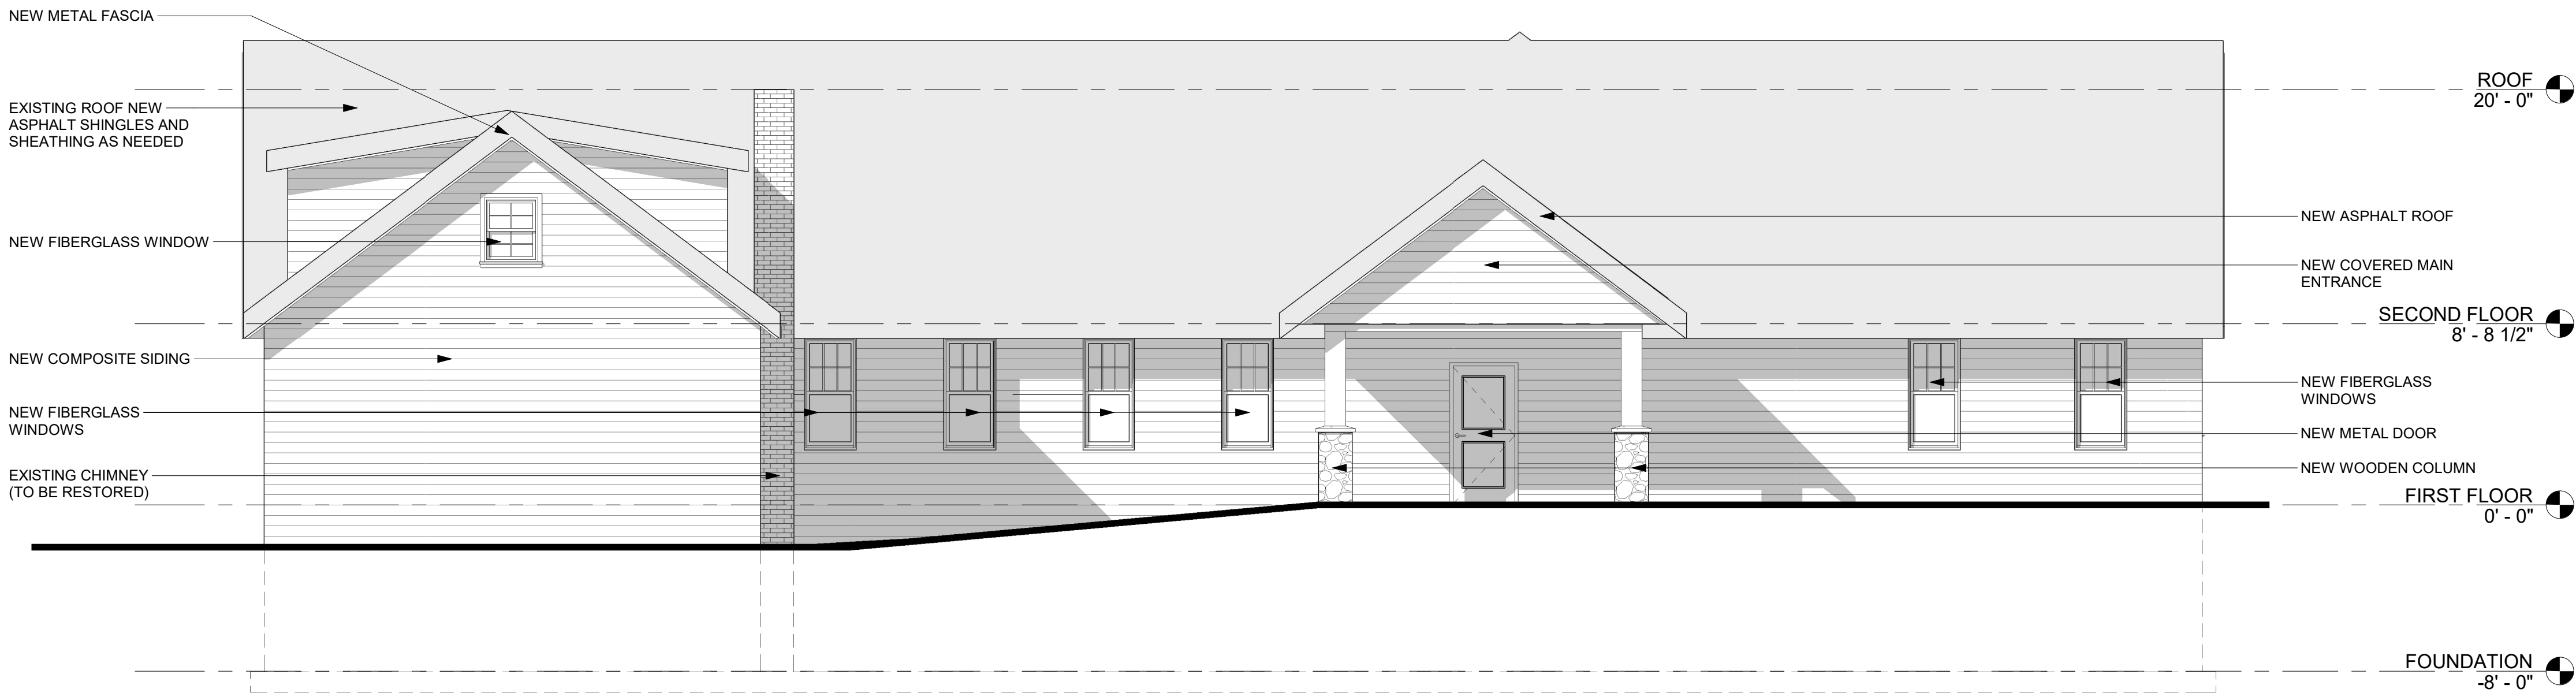 NEW METAL FASCIA
EXISTING ROOF NEW
ASPHALT SHINGLES AND
SHEATHING AS NEEDED
NEW FIBERGLASS WINDOW
NEW COMPOSITE SIDING
NEW FIBERGLASS
WINDOWS
EXISTING CHIMNEY
(TO BE RESTORED)
ROOF
20' - 0"
NEW ASPHALT ROOF
NEW COVERED MAIN
ENTRANCE
SECOND FLOOR
8' - 8 1/2"
NEW FIBERGLASS
WINDOWS
NEW METAL DOOR
NEW WOODEN COLUMN
FIRST FLOOR
0' - 0"
FOUNDATION
-8' - 0"